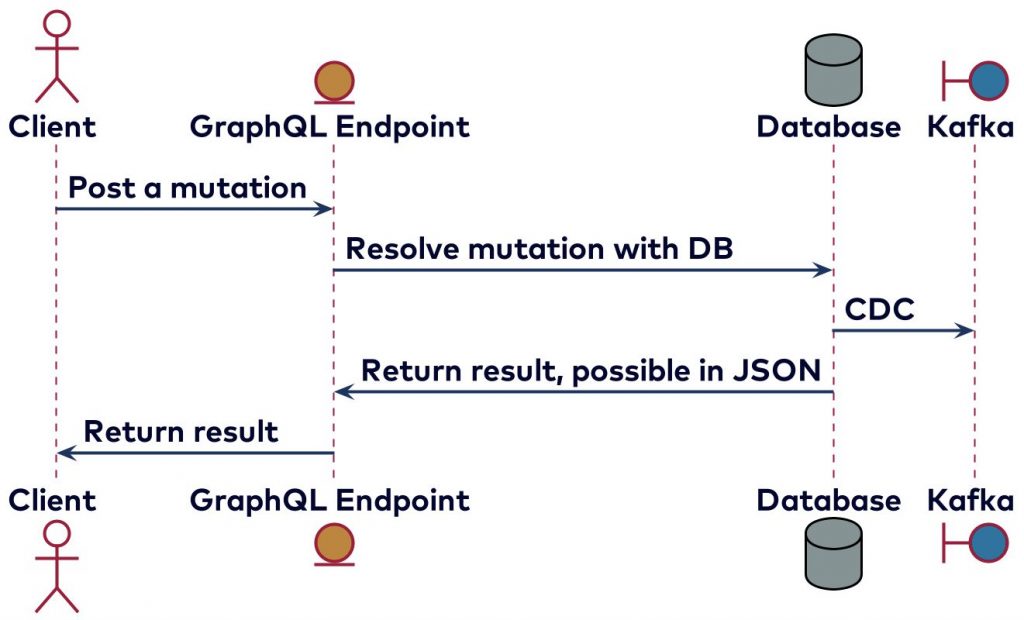 Client
GraphQL Endpoint
Database
Kafka
Post a mutation
Resolve mutation with DB
CDC
Return result, possible in JSON
Return result
Client
GraphQL Endpoint
Database
Kafka